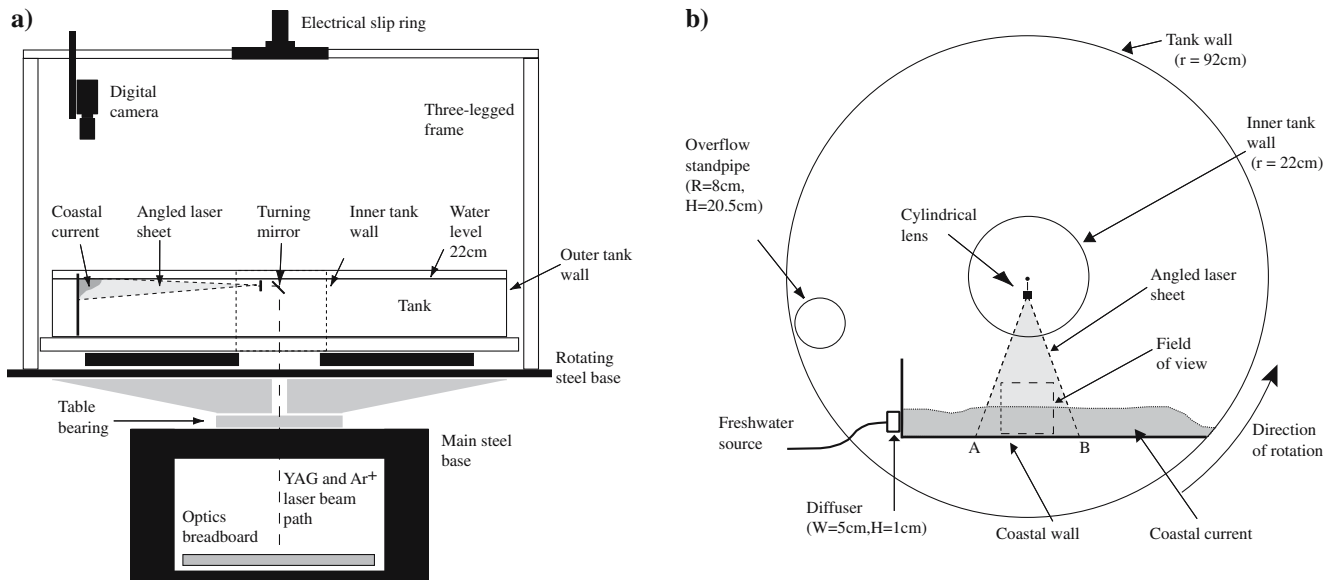 a)
Electrical slip ring
Digital
camera
Three-legged
frame
Coastal
current
Angled laser
sheet
Turning
mirror
Inner tank
wall
Water
level
22cm
Outer tank
wall
Tank
Rotating
steel base
Table
bearing
Main steel
base
YAG and Ar+
laser beam
path
Optics
breadboard
b)
Tank wall
(r = 92cm)
Inner tank
wall
(r = 22cm)
Overflow
standpipe
(R=8cm,
H=20.5cm)
Cylindrical
lens
Angled laser
sheet
Field
of view
Freshwater
source
A
B
Direction
of rotation
Diffuser
(W=5cm,H=1cm)
Coastal wall
Coastal current